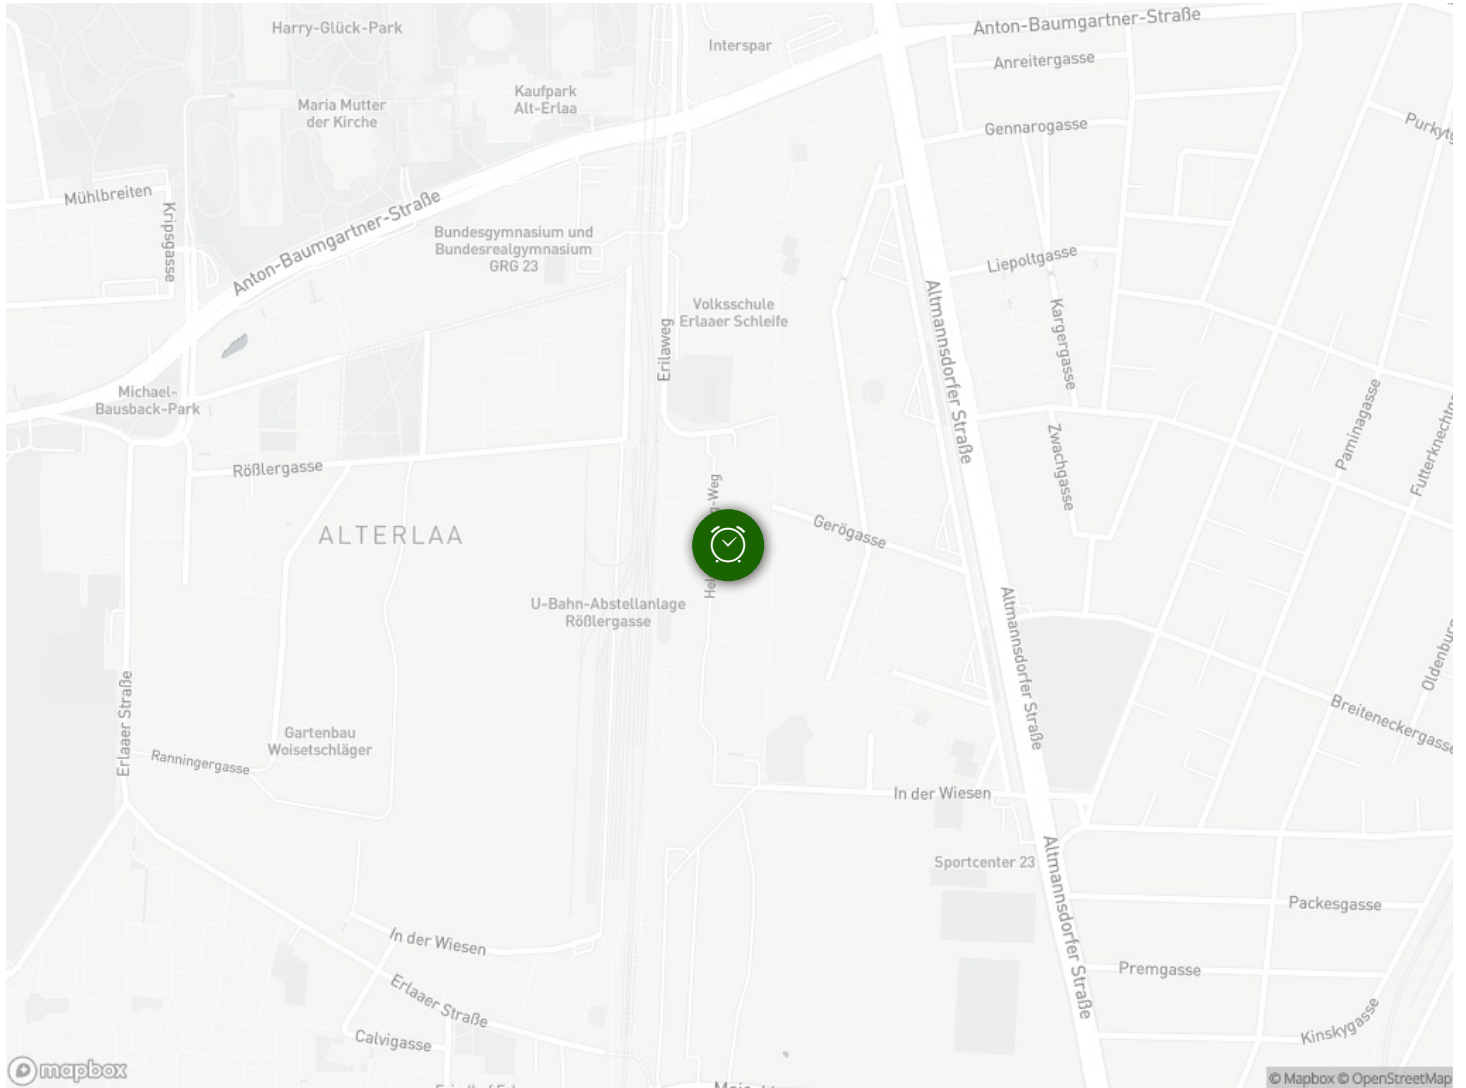 Harry-Glück-Park
Interspar
Anton-Baumgartner-Straße
Anreitergasse
Kaufpark
Alt-Erlaa
Maria Mutter
der Kirche
Gennarogasse
Mühlbreiten
Kripsgasse
Anton-Baumgartner-Straße
Bundesgymnasium und
Bundesrealgymnasium
GRG 23
Liepoltgasse
Volksschule
Erlaaer Schleife
Erilaweg
Altmannsdorfer Straße
Kargergasse
Michael-
Bausback-Park
Paminagasse
Zwachgasse
Rößlergasse
ALTERLAA
Gerögasse
U-Bahn-Abstellanlage
Rößlergasse
Altmannsdorfer Straße
Erlaaer Straße
Breiteneckergasse
Gartenbau
Woisetschläger
Ranningergasse
In der Wiesen
Sportcenter 23
Altmannsdorfer Straße
Packesgasse
In der Wiesen
Premgasse
Erlaaer Straße
Kinskygasse
Calvigasse
mapbox
© Mapbox © OpenStreetMap